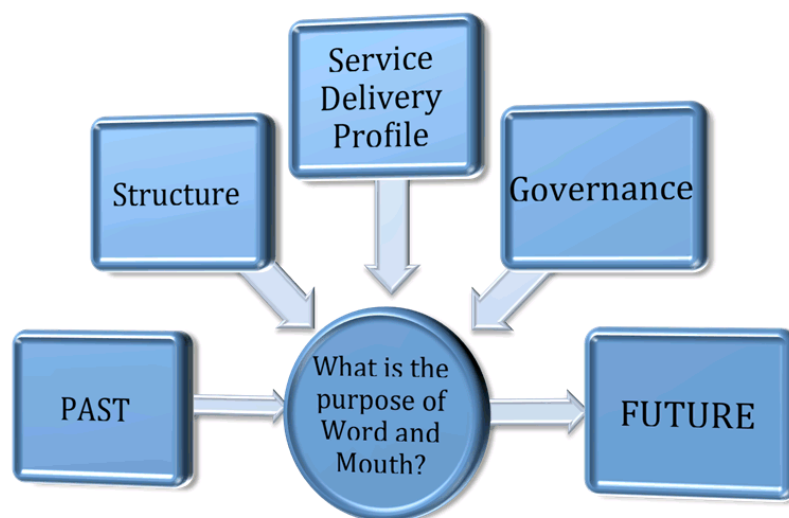 Service
Delivery
Profile
Structure
Governance
PAST
What is the
purpose of
Word and
Mouth?
FUTURE